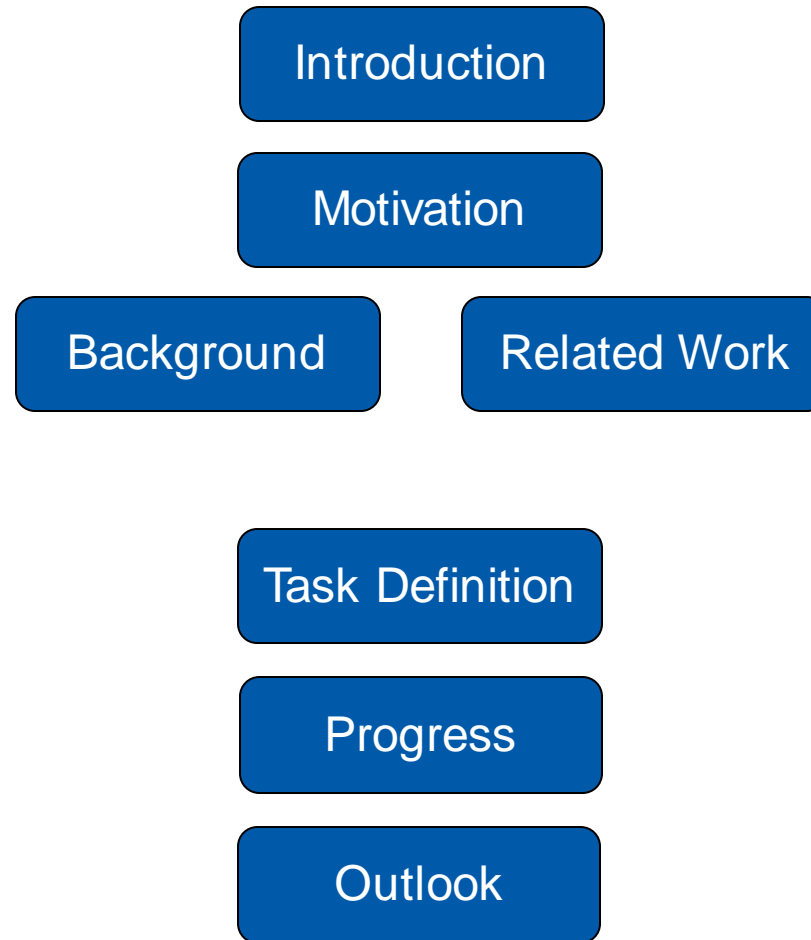 Introduction
Motivation
Background
Related Work
Task Definition
Progress
Outlook